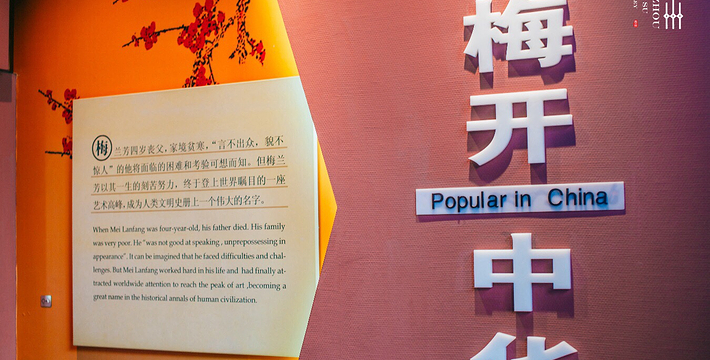 梅兰芳四岁丧父，家境贫寒，“言不出众，貌不
惊人”的他将面临的困难和考验可想而知。但梅兰
芳以其一生的刻苦努力，终于登上世界瞩目的一座
艺术高峰，成为人类文明史册上一个伟大的名字。
When Mei Lanfang was four-year-old, his father died. His family
was very poor. He “was not good at speaking , unprepossessing in
appearance”. It can be imagined that he faced difficulties and chal-
lenges. But Mei Lanfang worked hard in his life and had finally at-
tracted worldwide attention to reach the peak of art ,becoming a
great name in the historical annals of human civilization.
梅
开
Popular in China
中
华
ZHOU